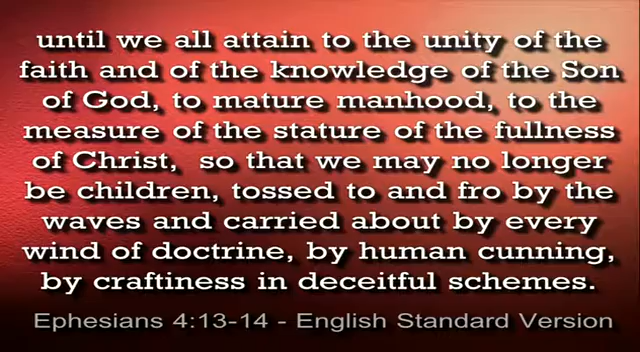 until we all attain to the unity of the
faith and of the knowledge of the Son
of God, to mature manhood, to the
measure of the stature of the fullness
of Christ,  so that we may no longer
be children, tossed to and fro by the
waves and carried about by every
wind of doctrine, by human cunning,
by craftiness in deceitful schemes.
Ephesians 4:13-14 - English Standard Version